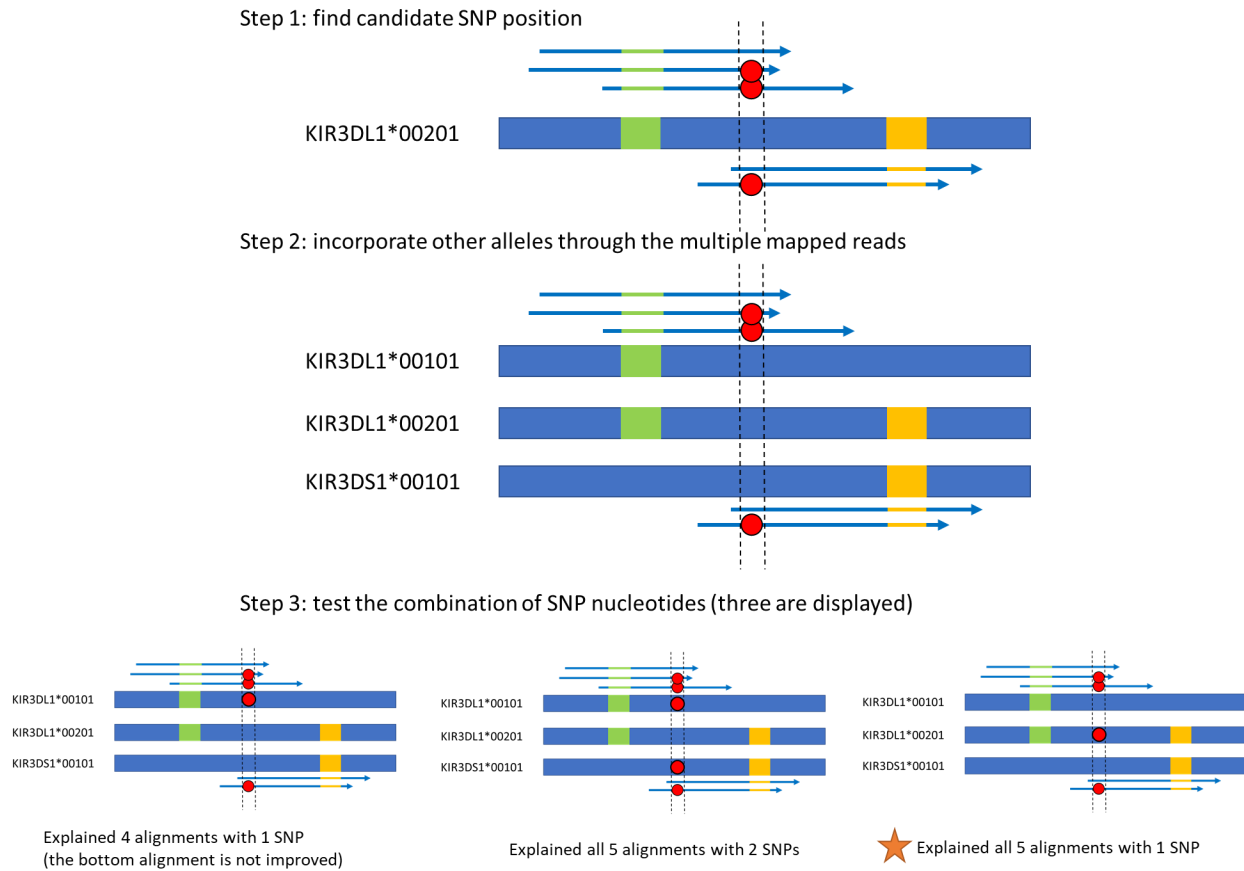 Step 1: find candidate SNP position
KIR3DL1*00201
Step 2: incorporate other alleles through the multiple mapped reads
KIR3DL1*00101
KIR3DL1*00201
KIR3DS1*00101
Step 3: test the combination of SNP nucleotides (three are displayed)
KIR3DL1*00101
KIR3DL1*00201
KIR3DS1*00101
Explained 4 alignments with 1 SNP
(the bottom alignment is not improved)
KIR3DL1*00101
KIR3DL1*00201
KIR3DS1*00101
Explained all 5 alignments with 2 SNPs
KIR3DL1*00101
KIR3DL1*00201
KIR3DS1*00101
Explained all 5 alignments with 1 SNP